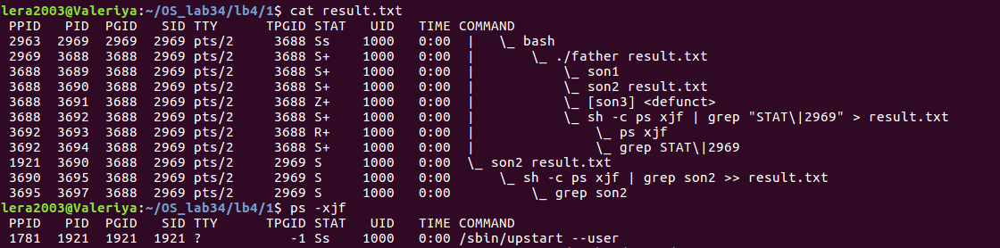 lera2003@Valeriya:~/OS_lab34/lb4/1$ cat result.txt
 PPID   PID  PGID   SID TTY      TPGID STAT   UID   TIME COMMAND
 2963  2969  2969  2969 pts/2     3688 Ss    1000   0:00  |   \_ bash
 2969  3688  3688  2969 pts/2     3688 S+    1000   0:00  |       \_ ./father result.txt
 3688  3689  3688  2969 pts/2     3688 S+    1000   0:00  |           \_ son1
 3688  3690  3688  2969 pts/2     3688 S+    1000   0:00  |           \_ son2 result.txt
 3688  3691  3688  2969 pts/2     3688 Z+    1000   0:00  |           \_ [son3] <defunct>
 3688  3692  3688  2969 pts/2     3688 S+    1000   0:00  |           \_ sh -c ps xjf | grep "STAT\|2969" > result.txt
 3692  3693  3688  2969 pts/2     3688 R+    1000   0:00  |               \_ ps xjf
 3692  3694  3688  2969 pts/2     3688 S+    1000   0:00  |               \_ grep STAT\|2969
 1921  3690  3688  2969 pts/2     2969 S     1000   0:00  \_ son2 result.txt
 3690  3695  3688  2969 pts/2     2969 S     1000   0:00      \_ sh -c ps xjf | grep son2 >> result.txt
 3695  3697  3688  2969 pts/2     2969 S     1000   0:00          \_ grep son2
lera2003@Valeriya:~/OS_lab34/lb4/1$ ps -xjf
 PPID   PID  PGID   SID TTY      TPGID STAT   UID   TIME COMMAND
 1781  1921  1921  1921 ?           -1 Ss    1000   0:00 /sbin/upstart --user